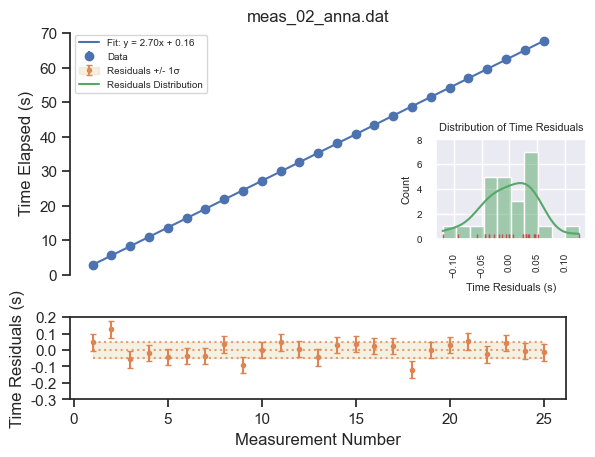 meas_02_anna.dat
Fit: y = 2.70x + 0.16
Data
Residuals +/- 1σ
Residuals Distribution
Time Elapsed (s)
70
60
50
40
30
20
10
0
Distribution of Time Residuals
Count
8
6
4
2
0
-0.10
-0.05
0.00
0.05
0.10
Time Residuals (s)
Time Residuals (s)
0.2
0.1
0.0
-0.1
-0.2
-0.3
0 5 10 15 20 25
Measurement Number